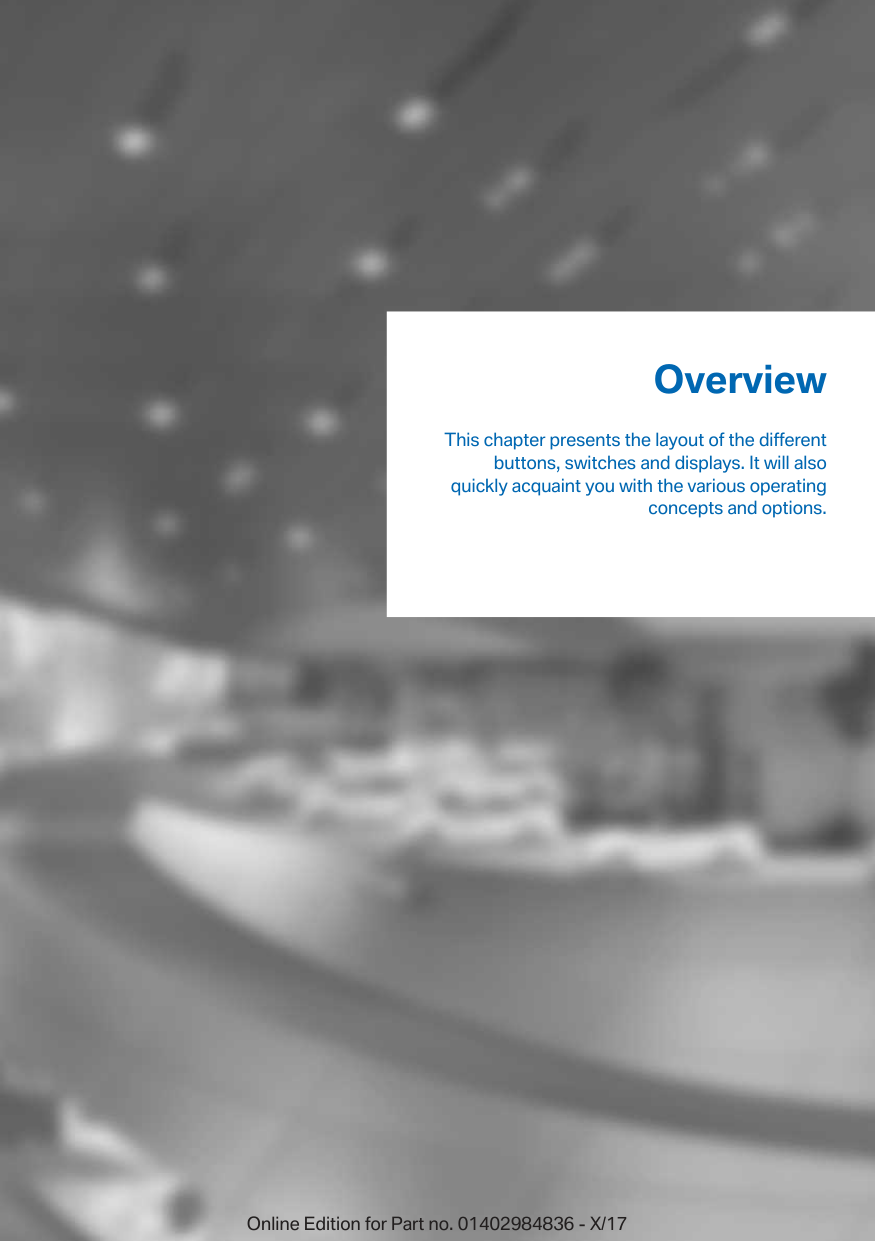 Overview
This chapter presents the layout of the different
buttons, switches and displays. It will also
quickly acquaint you with the various operating
concepts and options.
Online Edition for Part no. 01402984836 - X/17